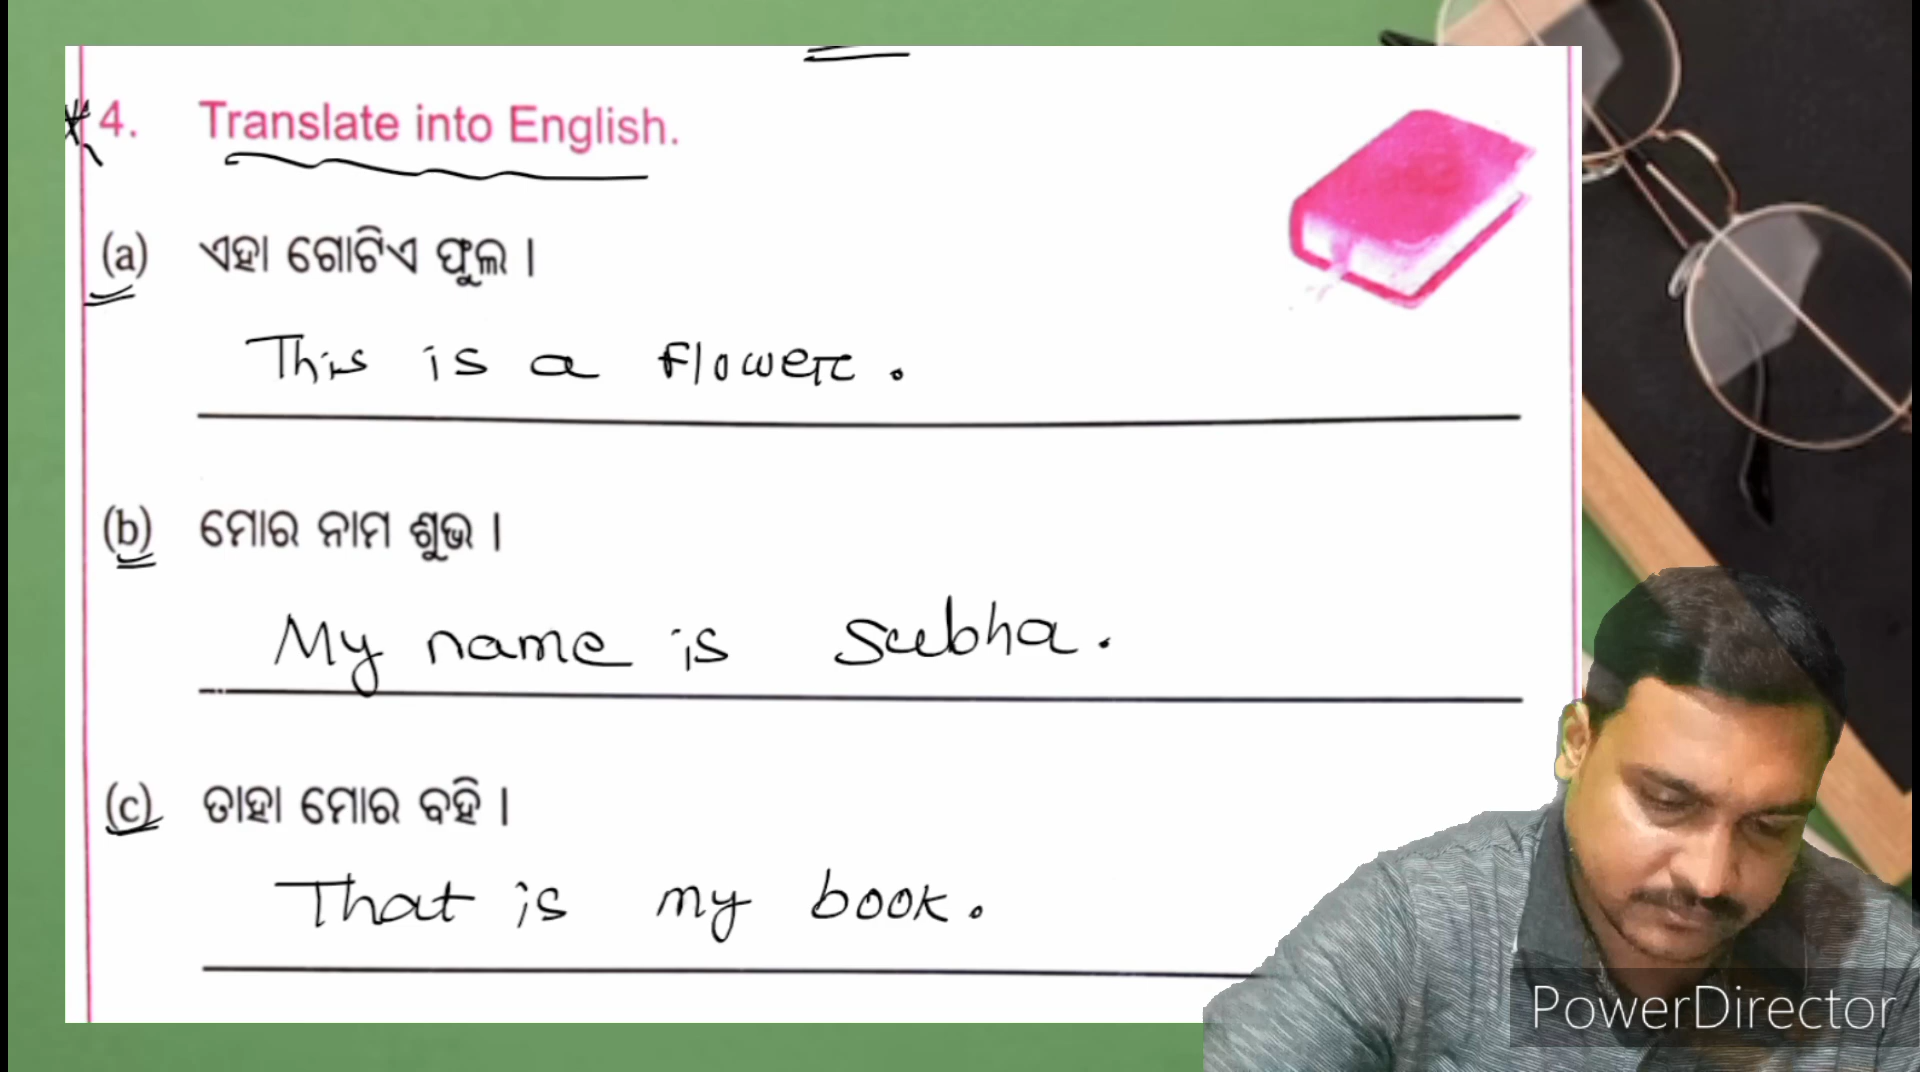 4. Translate into English.
(a) ଏହା ଗୋଟିଏ ଫୁଲ ।
This is a flower.
(b) ମୋର ନାମ ଶୁଭ ।
My name is Subha.
(c) ତାହା ମୋର ବହି ।
That is my book.
PowerDirector